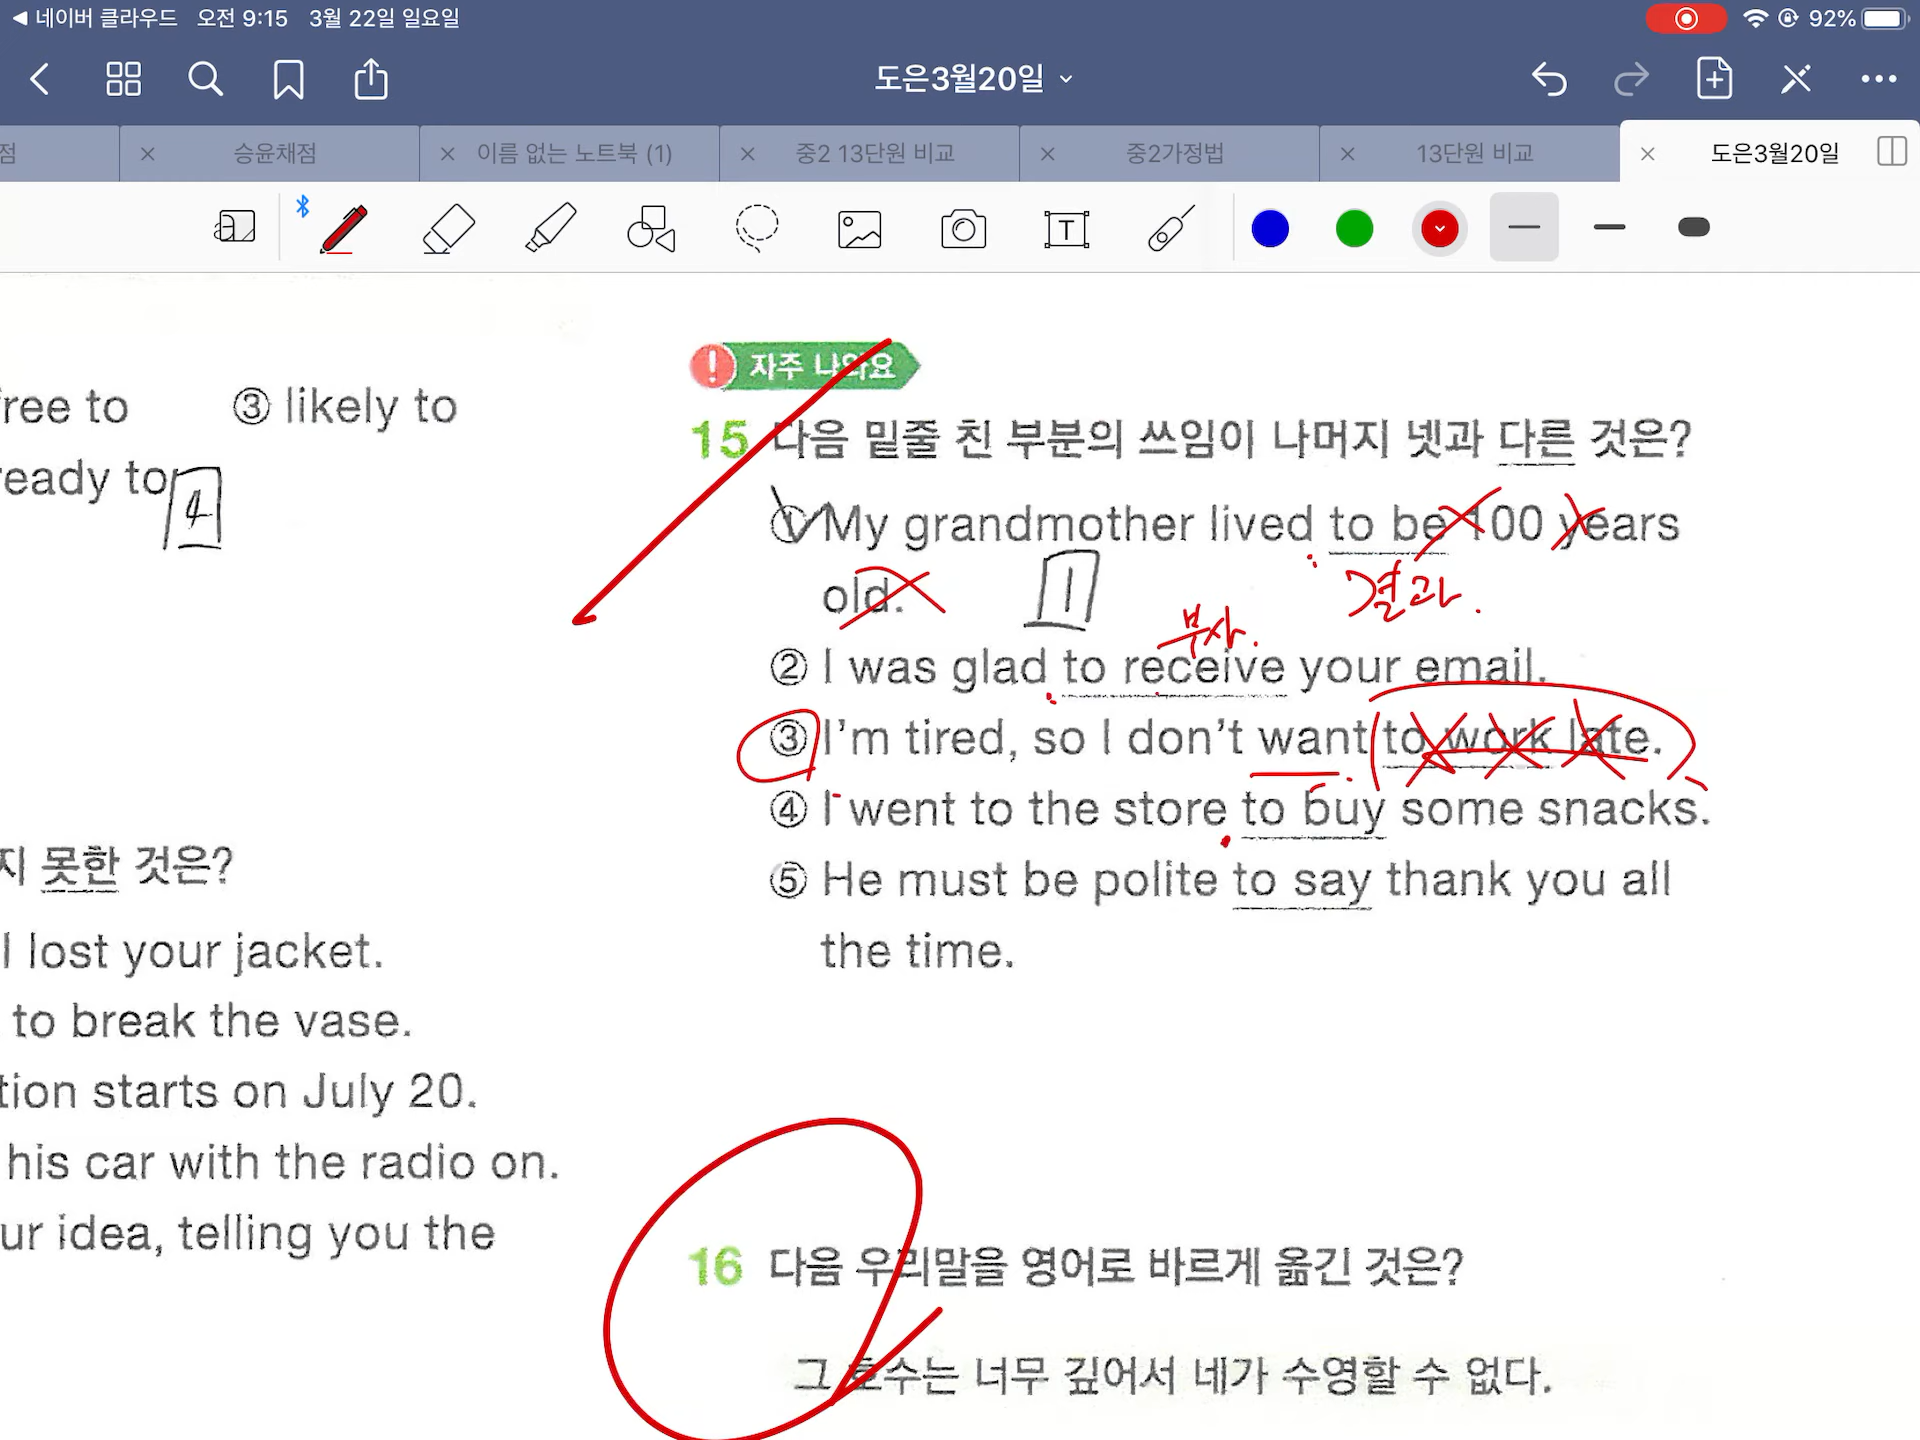 네이버 클라우드 오전 9:15 3월 22일 일요일 92%
도은3월20일
점 승윤채점 이름 없는 노트북 (1) 중2 13단원 비교 중2가정법 13단원 비교 도은3월20일
free to ③ likely to
ready to
4
지 못한 것은?
I lost your jacket.
to break the vase.
tion starts on July 20.
his car with the radio on.
ur idea, telling you the
자주 나와요
15 다음 밑줄 친 부분의 쓰임이 나머지 넷과 다른 것은?
① My grandmother lived to be 100 years
old.
1
결과.
부사.
② I was glad to receive your email.
③ I'm tired, so I don't want to work late.
④ I went to the store to buy some snacks.
⑤ He must be polite to say thank you all
the time.
16 다음 우리말을 영어로 바르게 옮긴 것은?
그 호수는 너무 깊어서 네가 수영할 수 없다.